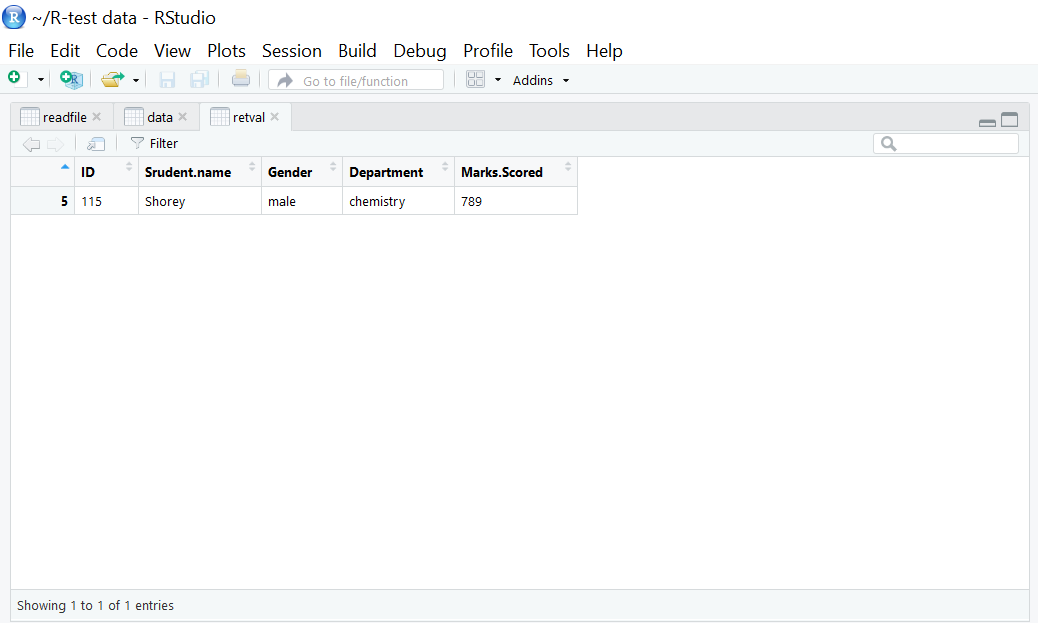 R ~/R-test data - RStudio
File Edit Code View Plots Session Build Debug Profile Tools Help
R Go to file/function Addins
readfile data retval
Filter
ID Srudent.name Gender Department Marks.Scored
5 115 Shorey male chemistry 789
Showing 1 to 1 of 1 entries